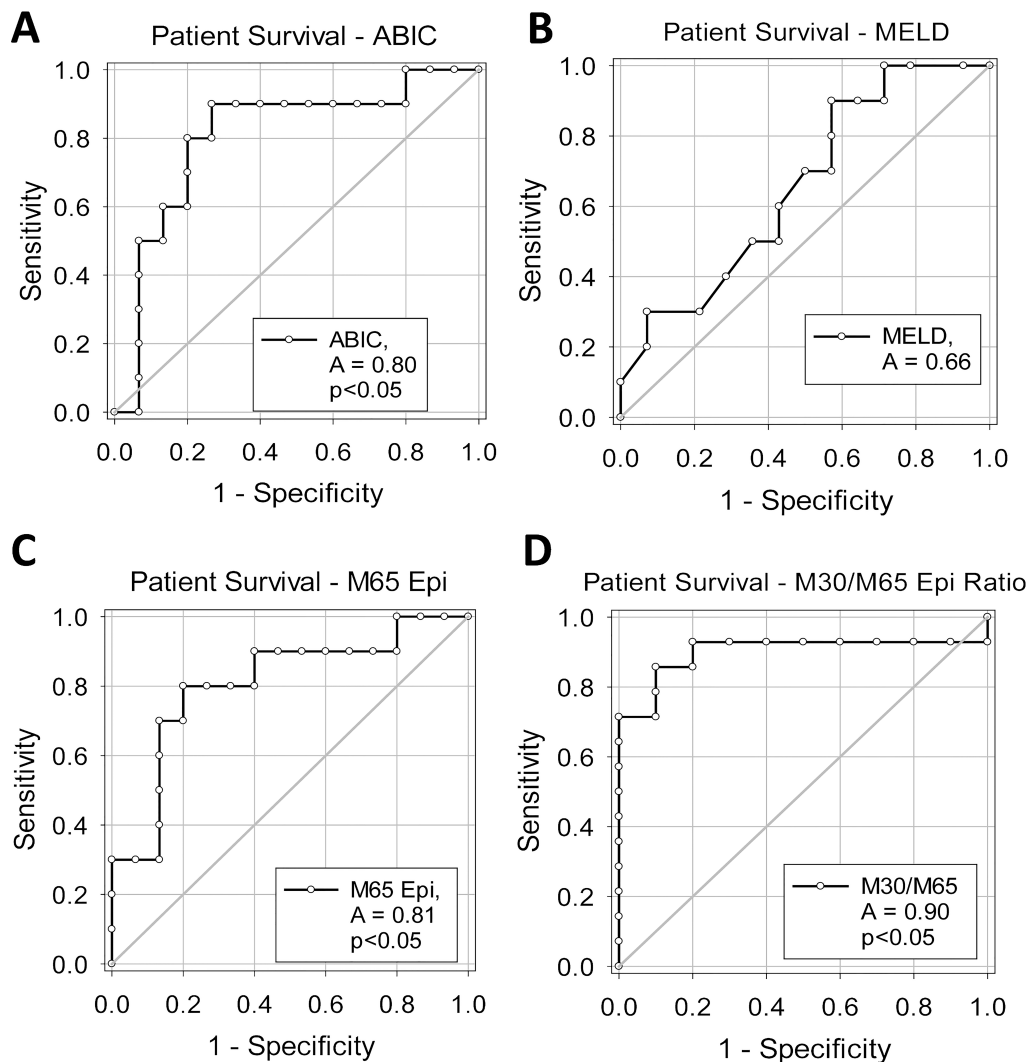 A
Patient Survival - ABIC
1.0
0.8
0.6
0.4
0.2
0.0
Sensitivity
ABIC,
A = 0.80
p<0.05
0.0 0.2 0.4 0.6 0.8 1.0
1 - Specificity
B
Patient Survival - MELD
1.0
0.8
0.6
0.4
0.2
0.0
Sensitivity
MELD,
A = 0.66
0.0 0.2 0.4 0.6 0.8 1.0
1 - Specificity
C
Patient Survival - M65 Epi
1.0
0.8
0.6
0.4
0.2
0.0
Sensitivity
M65 Epi,
A = 0.81
p<0.05
0.0 0.2 0.4 0.6 0.8 1.0
1 - Specificity
D
Patient Survival - M30/M65 Epi Ratio
1.0
0.8
0.6
0.4
0.2
0.0
Sensitivity
M30/M65
A = 0.90
p<0.05
0.0 0.2 0.4 0.6 0.8 1.0
1 - Specificity